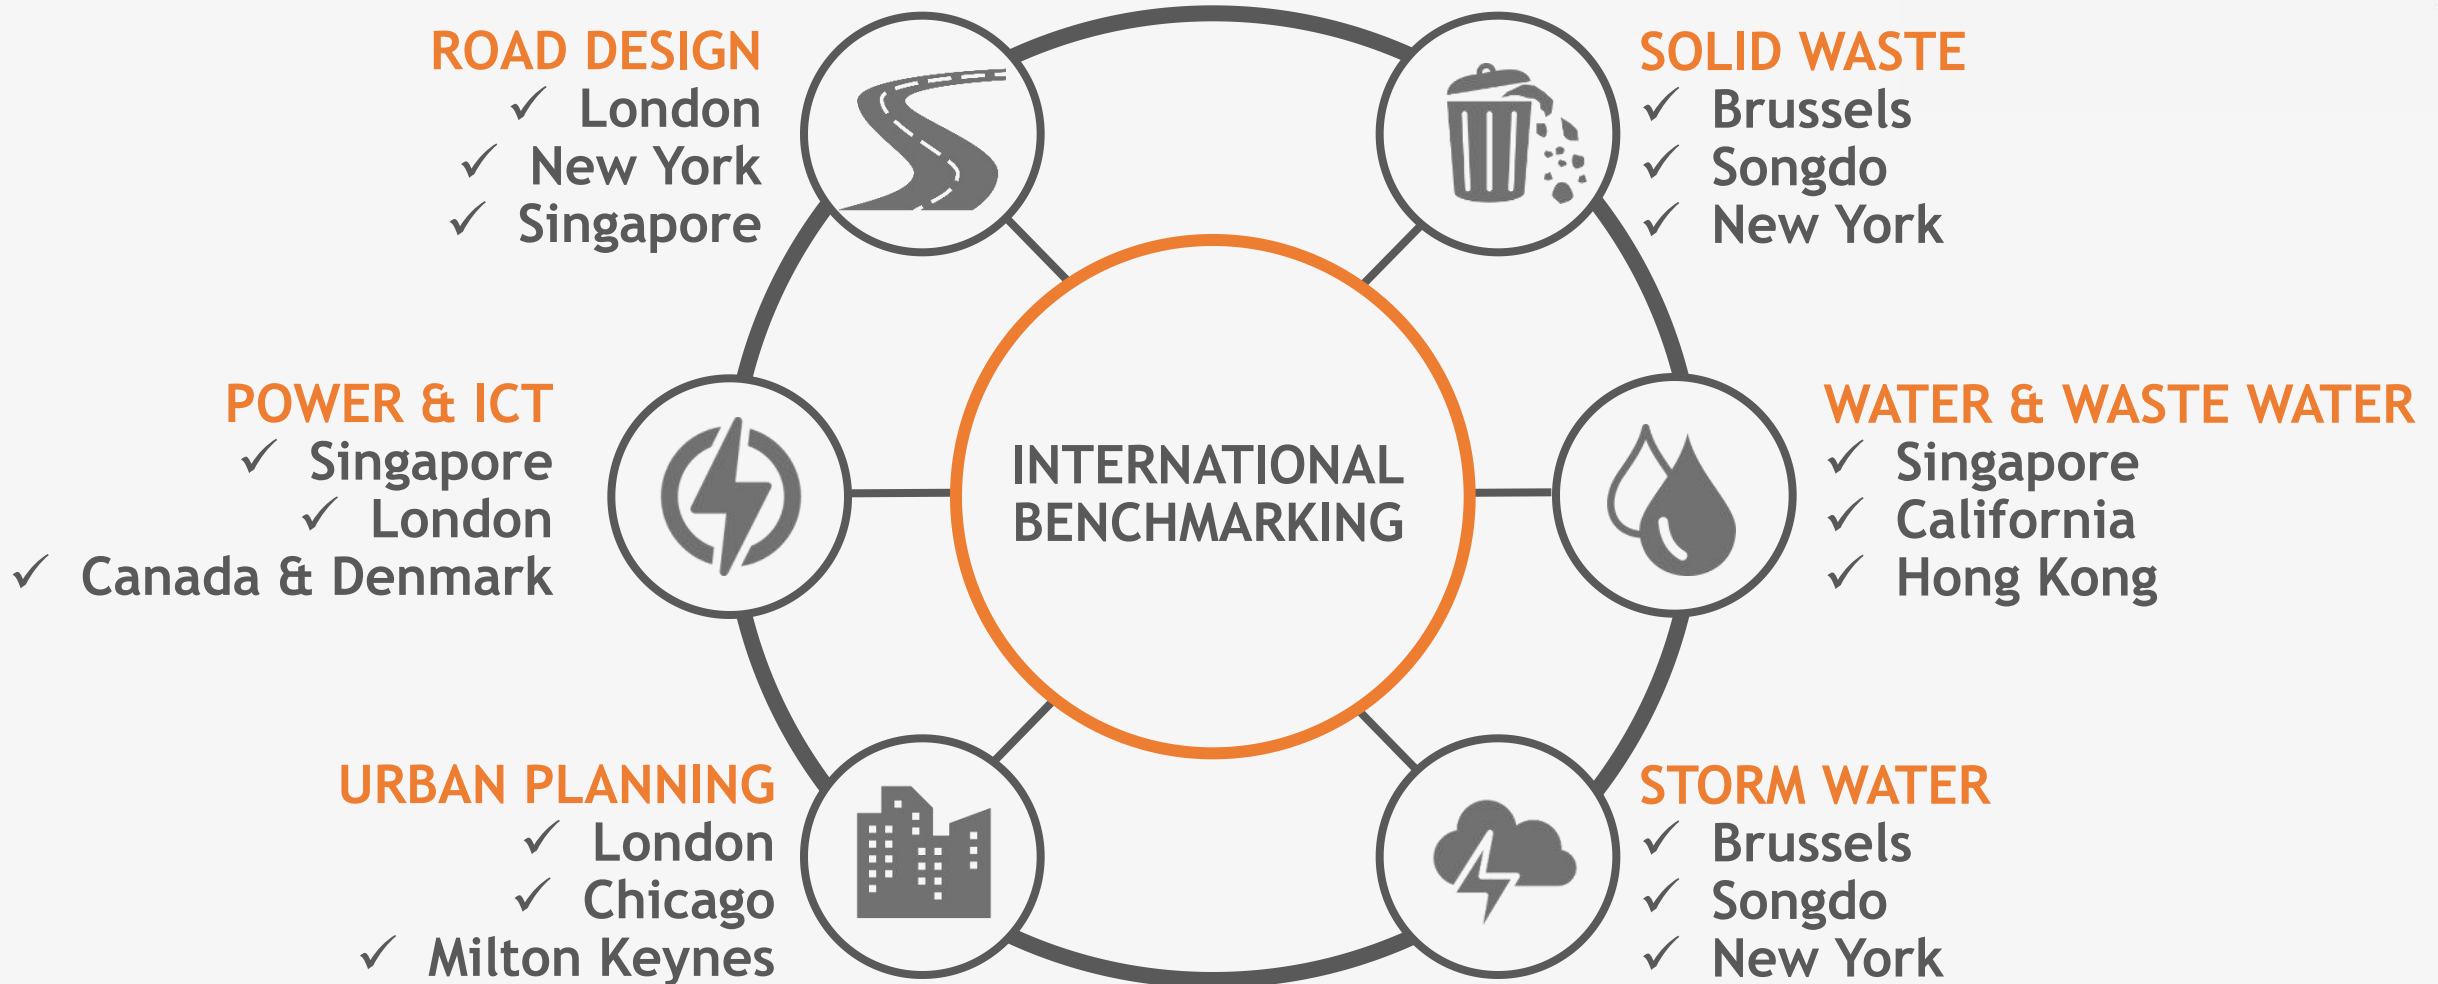 ROAD DESIGN
✓ London
✓ New York
✓ Singapore
SOLID WASTE
✓ Brussels
✓ Songdo
✓ New York
POWER & ICT
✓ Singapore
✓ London
✓ Canada & Denmark
INTERNATIONAL
BENCHMARKING
WATER & WASTE WATER
✓ Singapore
✓ California
✓ Hong Kong
URBAN PLANNING
✓ London
✓ Chicago
✓ Milton Keynes
STORM WATER
✓ Brussels
✓ Songdo
✓ New York